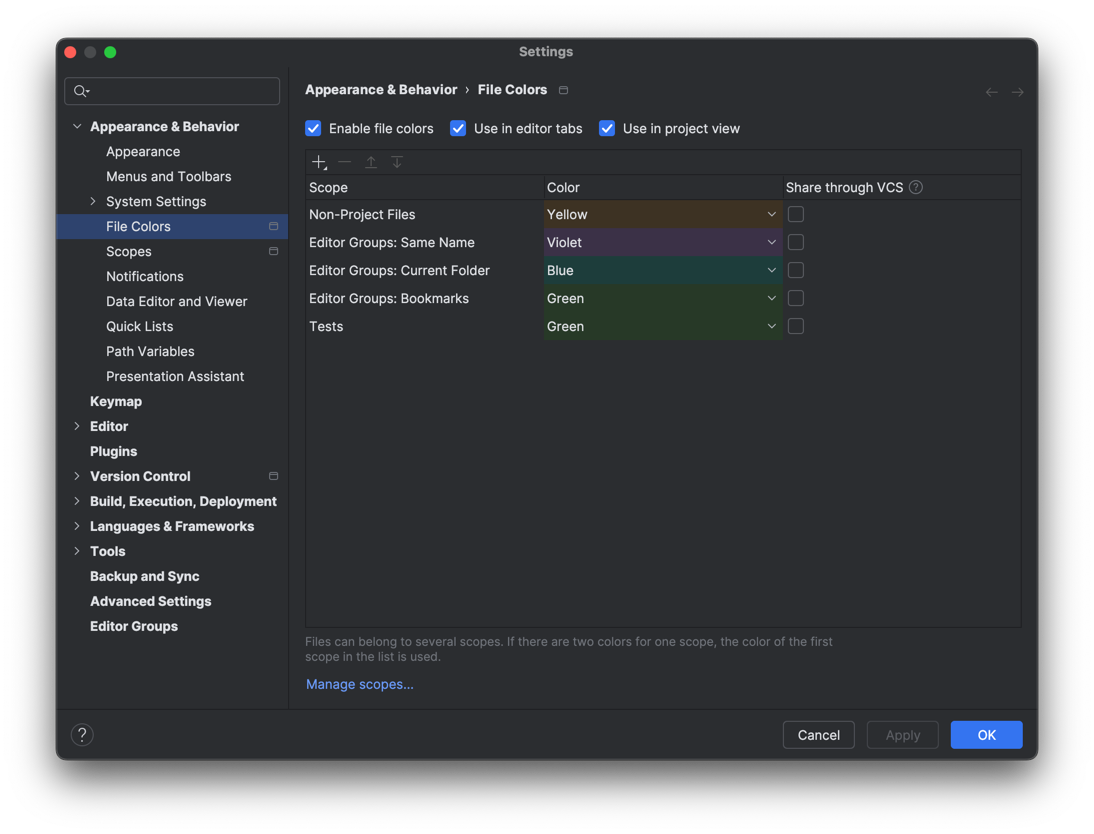 Settings
Appearance & Behavior
Appearance
Menus and Toolbars
System Settings
File Colors
Scopes
Notifications
Data Editor and Viewer
Quick Lists
Path Variables
Presentation Assistant
Keymap
Editor
Plugins
Version Control
Build, Execution, Deployment
Languages & Frameworks
Tools
Backup and Sync
Advanced Settings
Editor Groups
?
Appearance & Behavior › File Colors
Enable file colors Use in editor tabs Use in project view
Scope Color Share through VCS ?
Non-Project Files Yellow
Editor Groups: Same Name Violet
Editor Groups: Current Folder Blue
Editor Groups: Bookmarks Green
Tests Green
Files can belong to several scopes. If there are two colors for one scope, the color of the first
scope in the list is used.
Manage scopes...
Cancel Apply OK